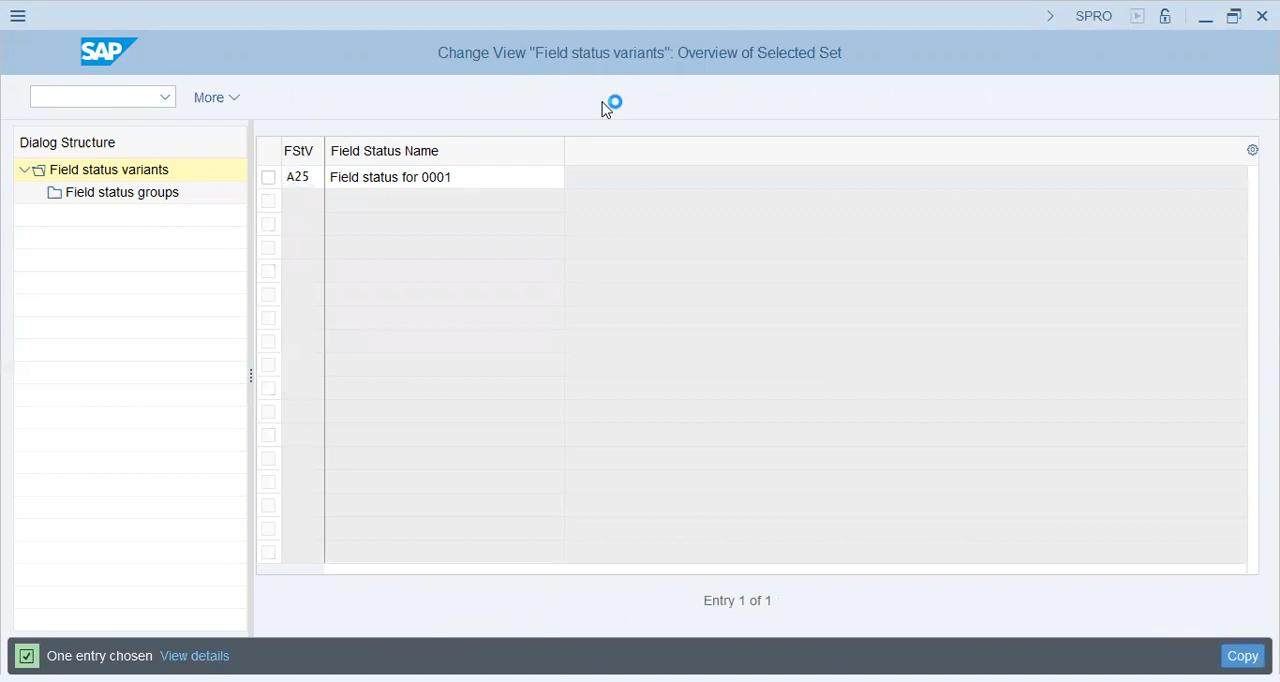 SPRO
SAP
Change View "Field status variants": Overview of Selected Set
More
Dialog Structure
Field status variants
Field status groups
FStV Field Status Name
A25 Field status for 0001
Entry 1 of 1
One entry chosen View details
Copy